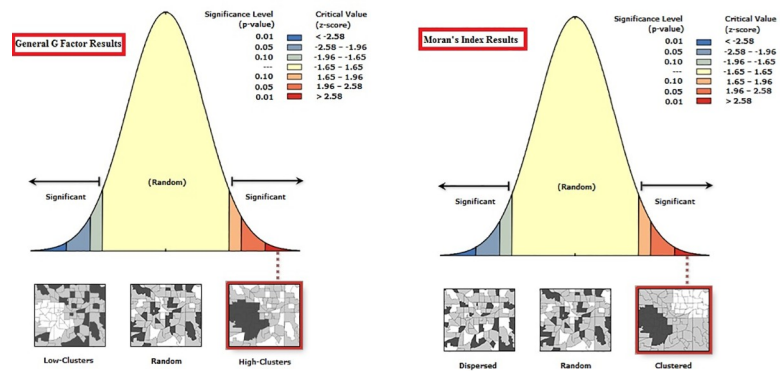 General G Factor Results
Significance Level
(p-value)
Critical Value
(z-score)
0.01 < -2.58
0.05 -2.58 - -1.96
0.10 -1.96 - -1.65
--- -1.65 - 1.65
0.10 1.65 - 1.96
0.05 1.96 - 2.58
0.01 > 2.58
Significant
(Random)
Significant
Low-Clusters
Random
High-Clusters
Moran's Index Results
Significance Level
(p-value)
Critical Value
(z-score)
0.01 < -2.58
0.05 -2.58 - -1.96
0.10 -1.96 - -1.65
--- -1.65 - 1.65
0.10 1.65 - 1.96
0.05 1.96 - 2.58
0.01 > 2.58
Significant
(Random)
Significant
Dispersed
Random
Clustered